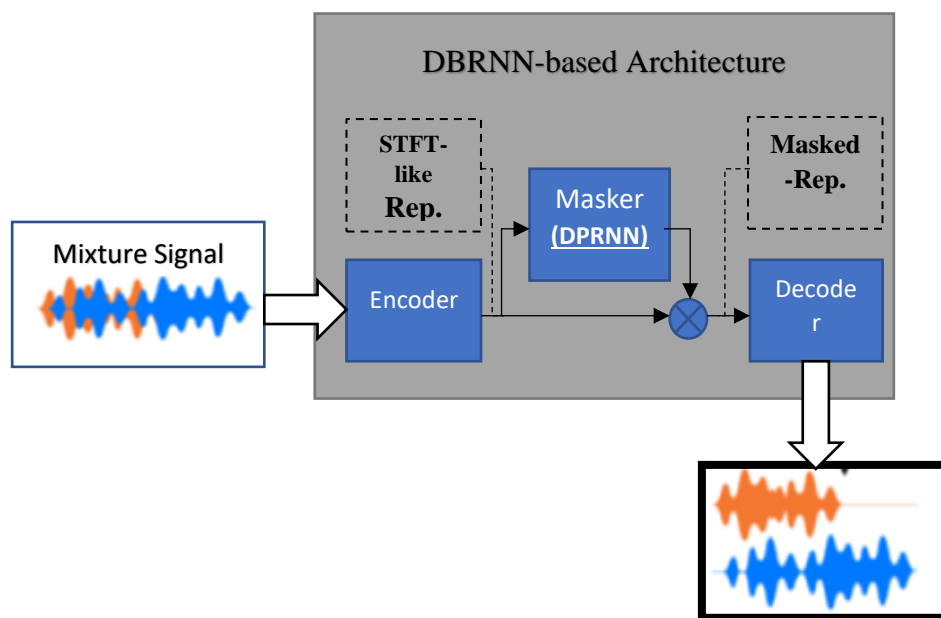 DBRNN-based Architecture
STFT-
like
Rep.
Masked
-Rep.
Masker
(DPRNN)
Mixture Signal
Encoder
Decode
r